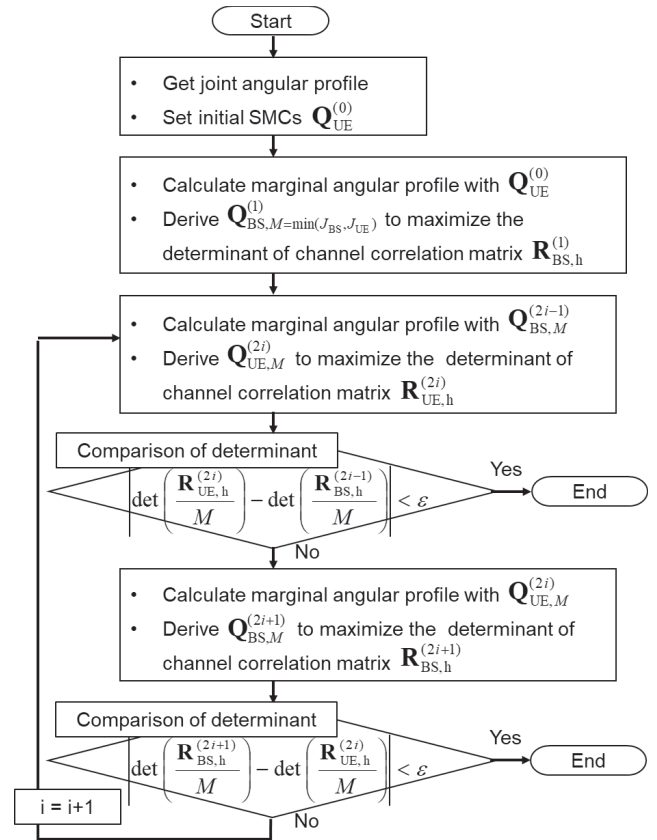 Start
• Get joint angular profile
• Set initial SMCs Q_UE^(0)
• Calculate marginal angular profile with Q_UE^(0)
• Derive Q_BS,M=min(J_BS,J_UE)^(1) to maximize the
determinant of channel correlation matrix R_BS,h^(1)
• Calculate marginal angular profile with Q_BS,M^(2i−1)
• Derive Q_UE,M^(2i) to maximize the determinant of
channel correlation matrix R_UE,h^(2i)
Comparison of determinant
|det(R_UE,h^(2i)/M) − det(R_BS,h^(2i−1)/M)| < ε
Yes
End
No
• Calculate marginal angular profile with Q_UE,M^(2i)
• Derive Q_BS,M^(2i+1) to maximize the determinant of
channel correlation matrix R_BS,h^(2i+1)
Comparison of determinant
|det(R_BS,h^(2i+1)/M) − det(R_UE,h^(2i)/M)| < ε
Yes
End
i = i+1
No